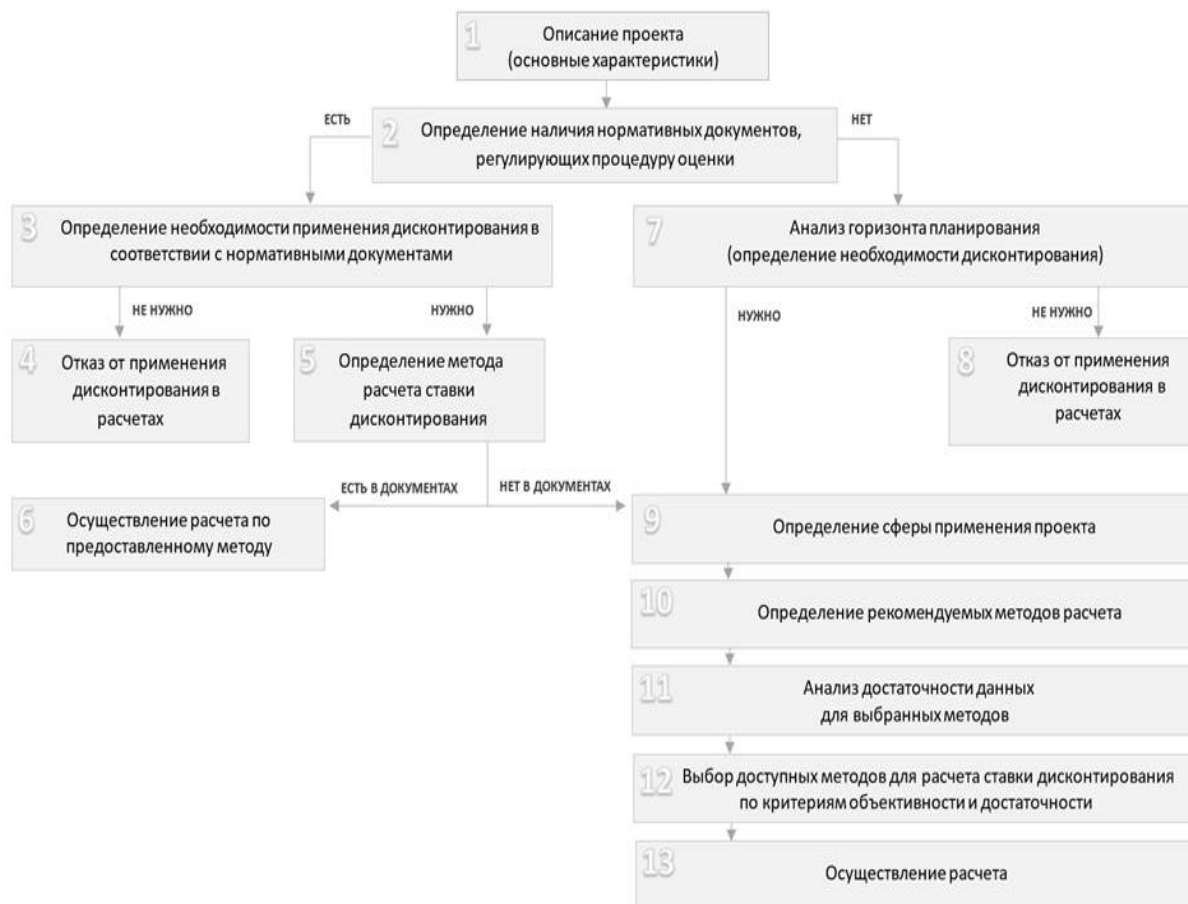 1
Описание проекта
(основные характеристики)
ЕСТЬ
НЕТ
2
Определение наличия нормативных документов,
регулирующих процедуру оценки
3
Определение необходимости применения дисконтирования в
соответствии с нормативными документами
7
Анализ горизонта планирования
(определение необходимости дисконтирования)
НЕ НУЖНО
НУЖНО
НУЖНО
НЕ НУЖНО
4
Отказ от применения
дисконтирования в
расчетах
5
Определение метода
расчета ставки
дисконтирования
8
Отказ от применения
дисконтирования в
расчетах
ЕСТЬ В ДОКУМЕНТАХ
НЕТ В ДОКУМЕНТАХ
6
Осуществление расчета по
предоставленному методу
9
Определение сферы применения проекта
10
Определение рекомендуемых методов расчета
11
Анализ достаточности данных
для выбранных методов
12
Выбор доступных методов для расчета ставки дисконтирования
по критериям объективности и достаточности
13
Осуществление расчета